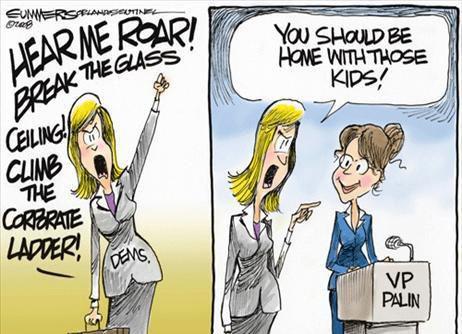 SUMMERS ORLANDO SENTINEL
©2008
HEAR ME ROAR!
BREAK THE GLASS
CEILING!
CLIMB
THE
CORPORATE
LADDER!
DEMS.
YOU SHOULD BE
HOME WITH THOSE
KIDS!
VP
PALIN